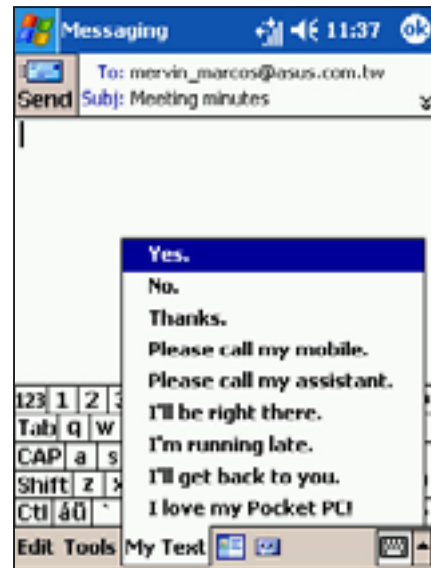 Messaging 11:37 ok
To: mervin_marcos@asus.com.tw
Send Subj: Meeting minutes
Yes.
No.
Thanks.
Please call my mobile.
Please call my assistant.
I'll be right there.
I'm running late.
I'll get back to you.
I love my Pocket PC!
123 1 2 3
Tab q w
CAP a s
Shift z x
Ctl áü `
Edit Tools My Text